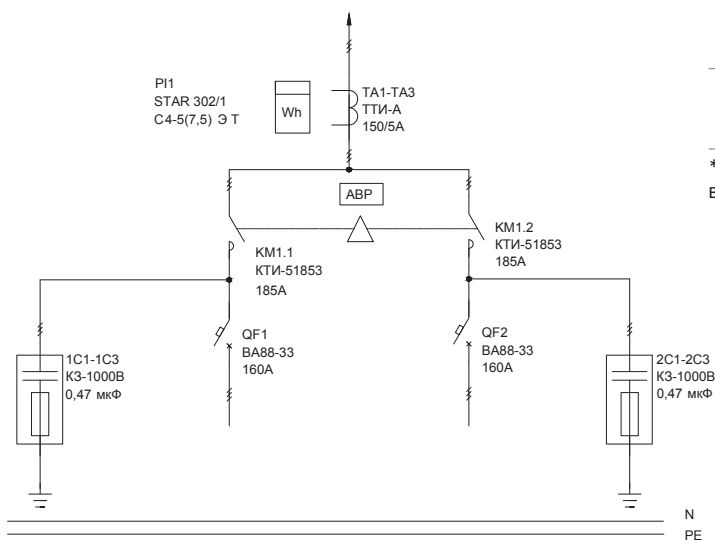 PI1
STAR 302/1
С4-5(7,5) Э Т
Wh
ТА1-ТА3
ТТИ-А
150/5А
*
В
АВР
КМ1.1
КТИ-51853
185А
КМ1.2
КТИ-51853
185А
QF1
ВА88-33
160А
QF2
ВА88-33
160А
1С1-1С3
КЗ-1000В
0,47 мкФ
2С1-2С3
КЗ-1000В
0,47 мкФ
N
PE